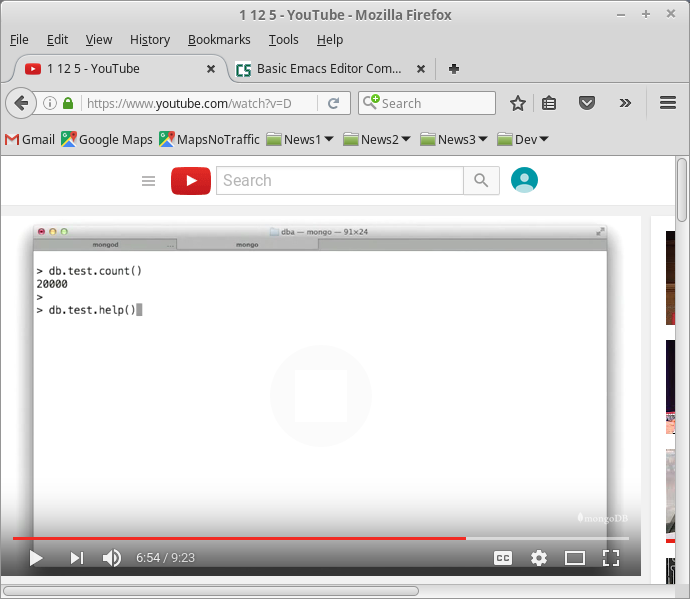 1 12 5 - YouTube - Mozilla Firefox
File Edit View History Bookmarks Tools Help
1 12 5 - YouTube
Basic Emacs Editor Com...
https://www.youtube.com/watch?v=D
Search
Gmail Google Maps MapsNoTraffic News1 News2 News3 Dev
Search
dba — mongo — 91×24
mongod
mongo
> db.test.count()
20000
>
> db.test.help()
mongoDB
6:54 / 9:23
CC